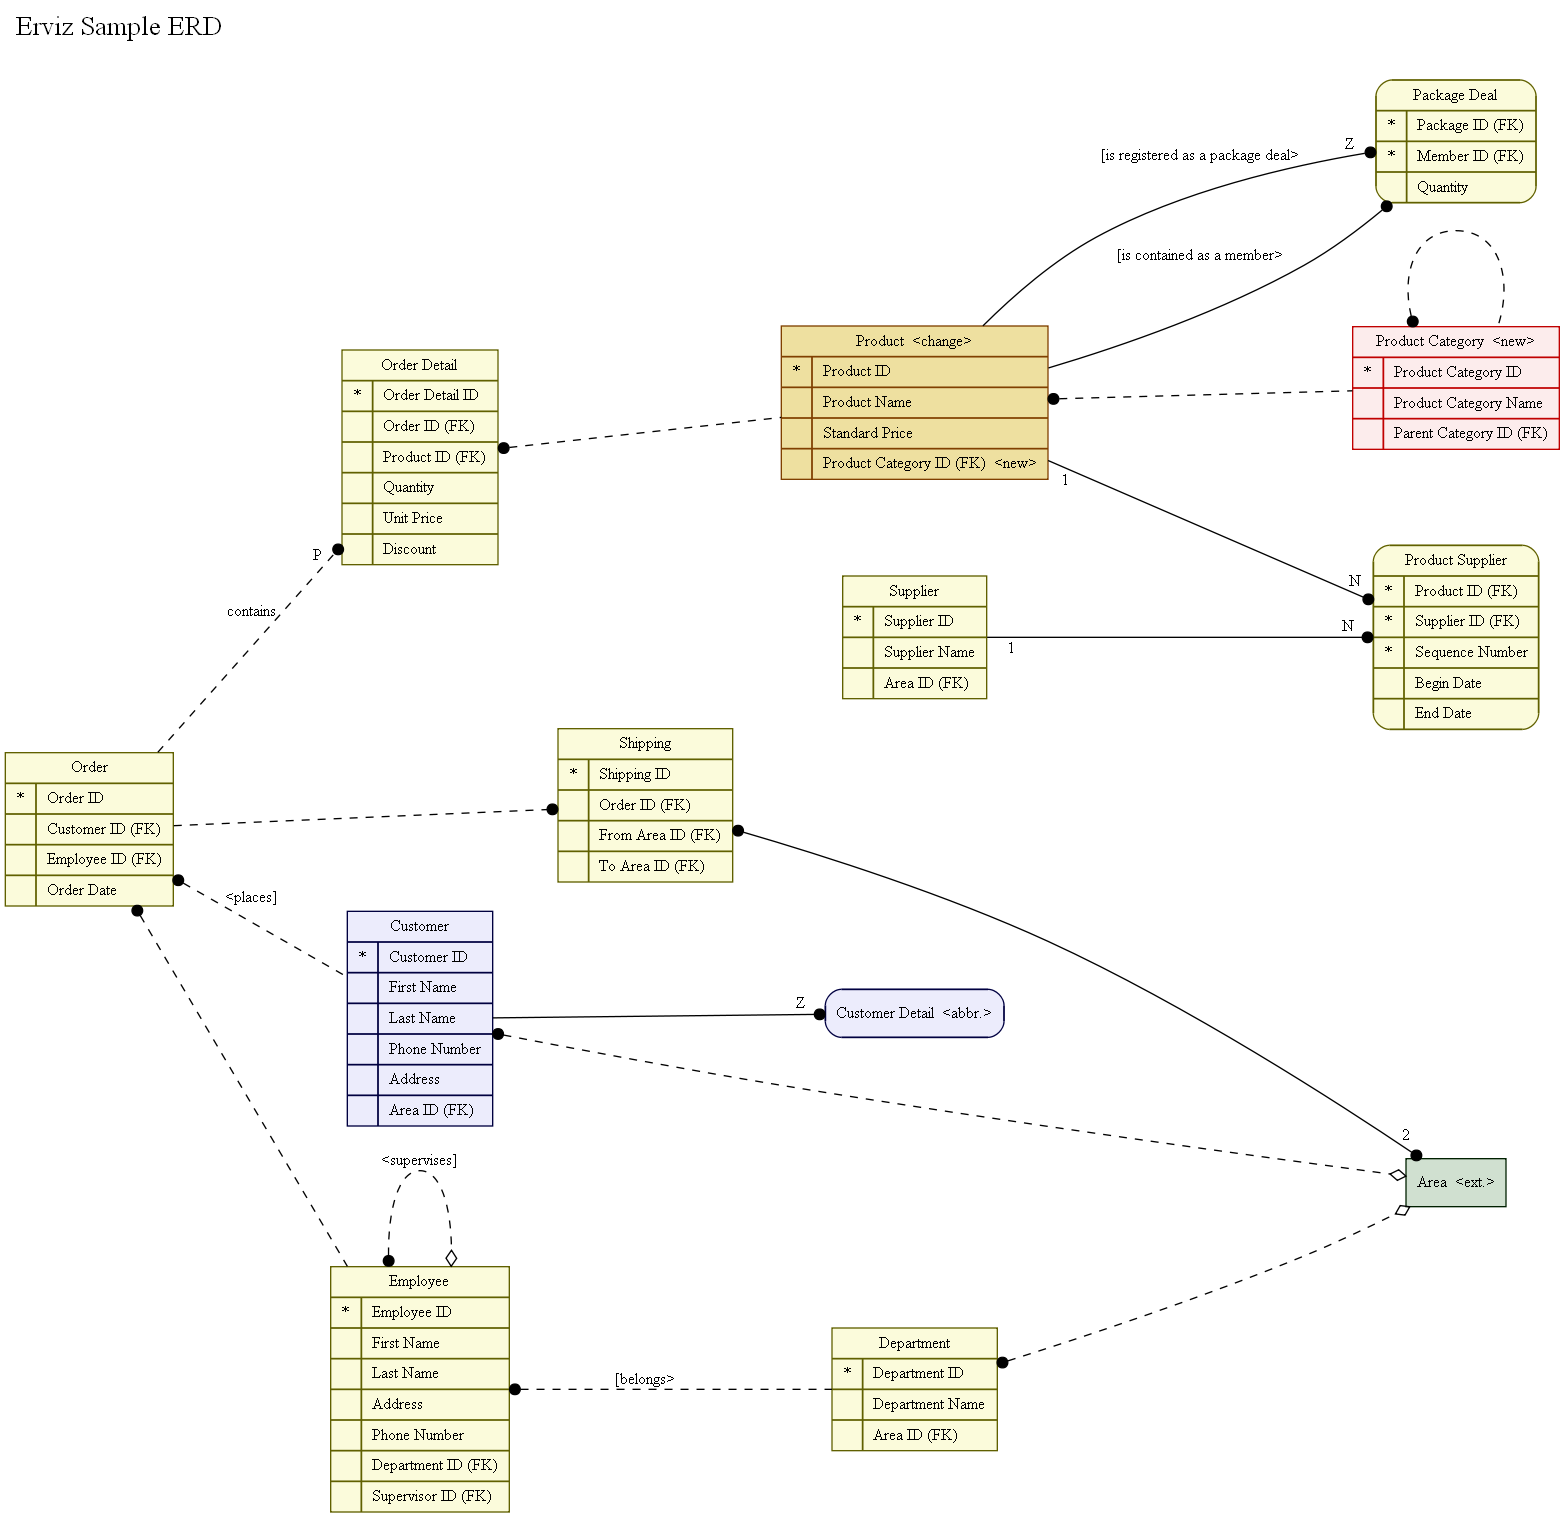 Erviz Sample ERD
Package Deal
* Package ID (FK)
* Member ID (FK)
Quantity
Z
[is registered as a package deal>
[is contained as a member>
Product <change>
* Product ID
Product Name
Standard Price
Product Category ID (FK) <new>
1
Product Category <new>
* Product Category ID
Product Category Name
Parent Category ID (FK)
Order Detail
* Order Detail ID
Order ID (FK)
Product ID (FK)
Quantity
Unit Price
Discount
P
contains
Supplier
* Supplier ID
Supplier Name
Area ID (FK)
1
N
N
Product Supplier
* Product ID (FK)
* Supplier ID (FK)
* Sequence Number
Begin Date
End Date
Order
* Order ID
Customer ID (FK)
Employee ID (FK)
Order Date
Shipping
* Shipping ID
Order ID (FK)
From Area ID (FK)
To Area ID (FK)
<places]
Customer
* Customer ID
First Name
Last Name
Phone Number
Address
Area ID (FK)
Z
Customer Detail <abbr.>
2
Area <ext.>
<supervises]
Employee
* Employee ID
First Name
Last Name
Address
Phone Number
Department ID (FK)
Supervisor ID (FK)
[belongs>
Department
* Department ID
Department Name
Area ID (FK)